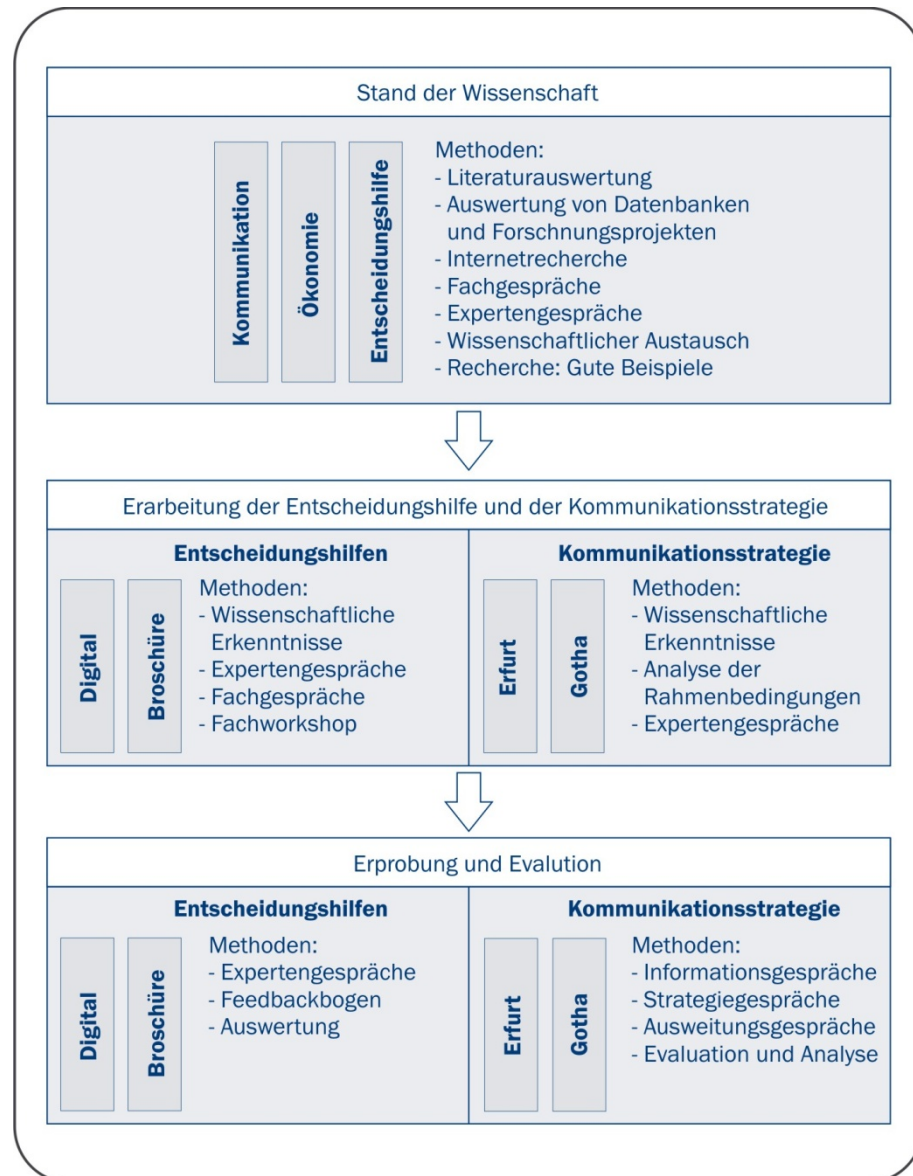 Stand der Wissenschaft
Kommunikation
Ökonomie
Entscheidungshilfe
Methoden:
- Literaturauswertung
- Auswertung von Datenbanken
und Forschungsprojekten
- Internetrecherche
- Fachgespräche
- Expertengespräche
- Wissenschaftlicher Austausch
- Recherche: Gute Beispiele
Erarbeitung der Entscheidungshilfe und der Kommunikationsstrategie
Entscheidungshilfen
Digital
Broschüre
Methoden:
- Wissenschaftliche
Erkenntnisse
- Expertengespräche
- Fachgespräche
- Fachworkshop
Kommunikationsstrategie
Erfurt
Gotha
Methoden:
- Wissenschaftliche
Erkenntnisse
- Analyse der
Rahmenbedingungen
- Expertengespräche
Erprobung und Evalution
Entscheidungshilfen
Digital
Broschüre
Methoden:
- Expertengespräche
- Feedbackbogen
- Auswertung
Kommunikationsstrategie
Erfurt
Gotha
Methoden:
- Informationsgespräche
- Strategiegespräche
- Ausweitungsgespräche
- Evaluation und Analyse